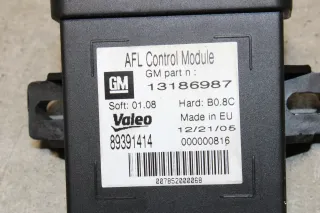 AFL Control Module
GM part n :
GM
13186987
Soft: 01.08 Hard: B0.8C
Valeo Made in EU
12/21/05
89391414 000000816